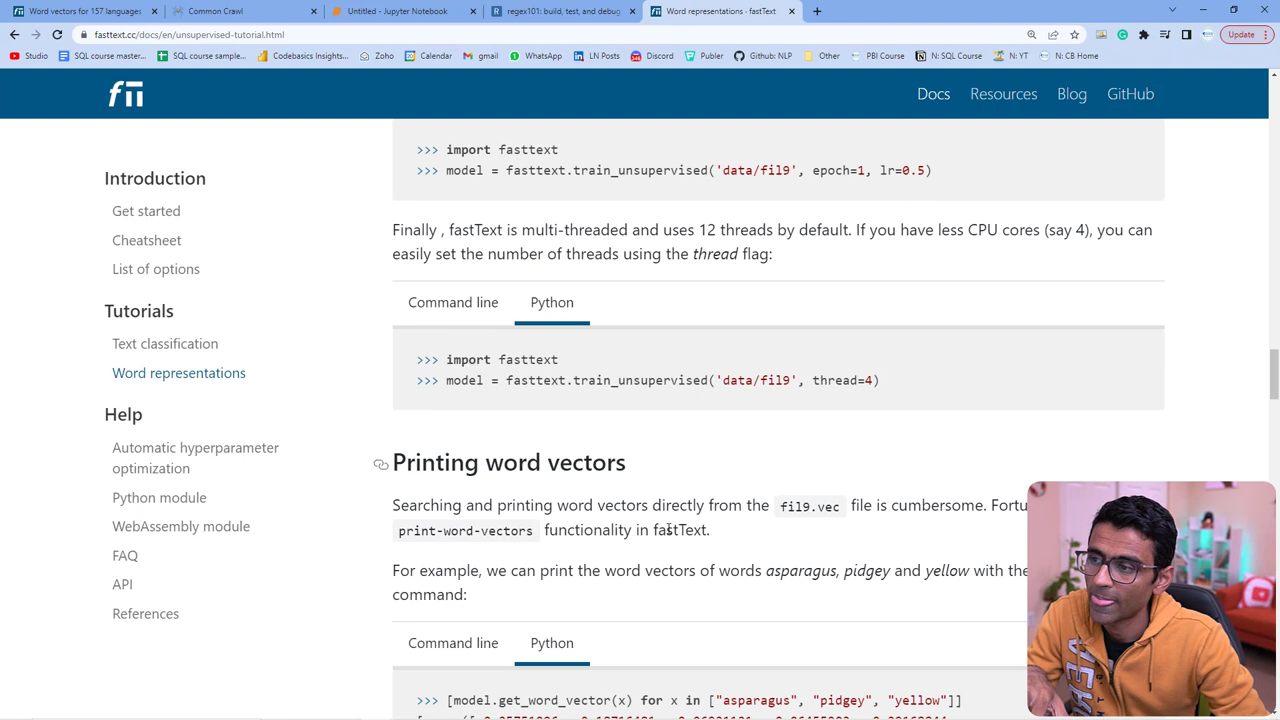 Word vectors for 157 languages
Common Crawl
Untitled - Jupyter Notebook
regex101: build, test, and debug
Word representations · fastText
fasttext.cc/docs/en/unsupervised-tutorial.html
Update
Studio
SQL course master...
SQL course sample...
Codebasics Insights...
Zoho
Calendar
gmail
WhatsApp
LN Posts
Discord
Publer
Github: NLP
Other
PBI Course
N: SQL Course
N: YT
N: CB Home
Docs
Resources
Blog
GitHub
Introduction
Get started
Cheatsheet
List of options
Tutorials
Text classification
Word representations
Help
Automatic hyperparameter
optimization
Python module
WebAssembly module
FAQ
API
References
>>> import fasttext
>>> model = fasttext.train_unsupervised('data/fil9', epoch=1, lr=0.5)
Finally , fastText is multi-threaded and uses 12 threads by default. If you have less CPU cores (say 4), you can
easily set the number of threads using the thread flag:
Command line
Python
>>> import fasttext
>>> model = fasttext.train_unsupervised('data/fil9', thread=4)
Printing word vectors
Searching and printing word vectors directly from the fil9.vec file is cumbersome. Fortu
print-word-vectors functionality in fastText.
For example, we can print the word vectors of words asparagus, pidgey and yellow with the
command:
Command line
Python
>>> [model.get_word_vector(x) for x in ["asparagus", "pidgey", "yellow"]]